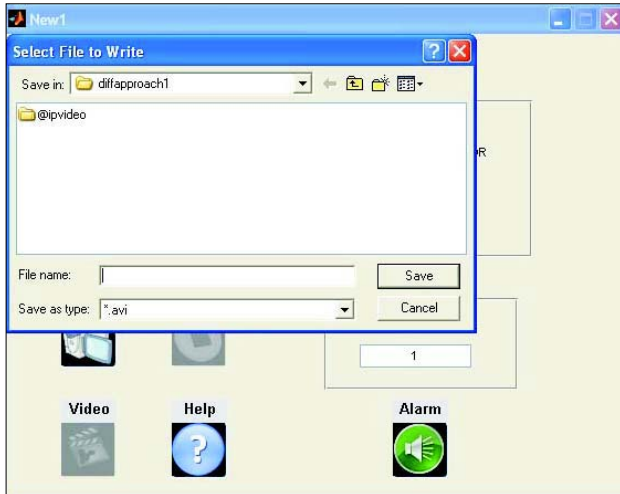 New1
Select File to Write
Save in: diffapproach1
@ipvideo
File name:
Save
Save as type: *.avi
Cancel
1
Video Help Alarm
?